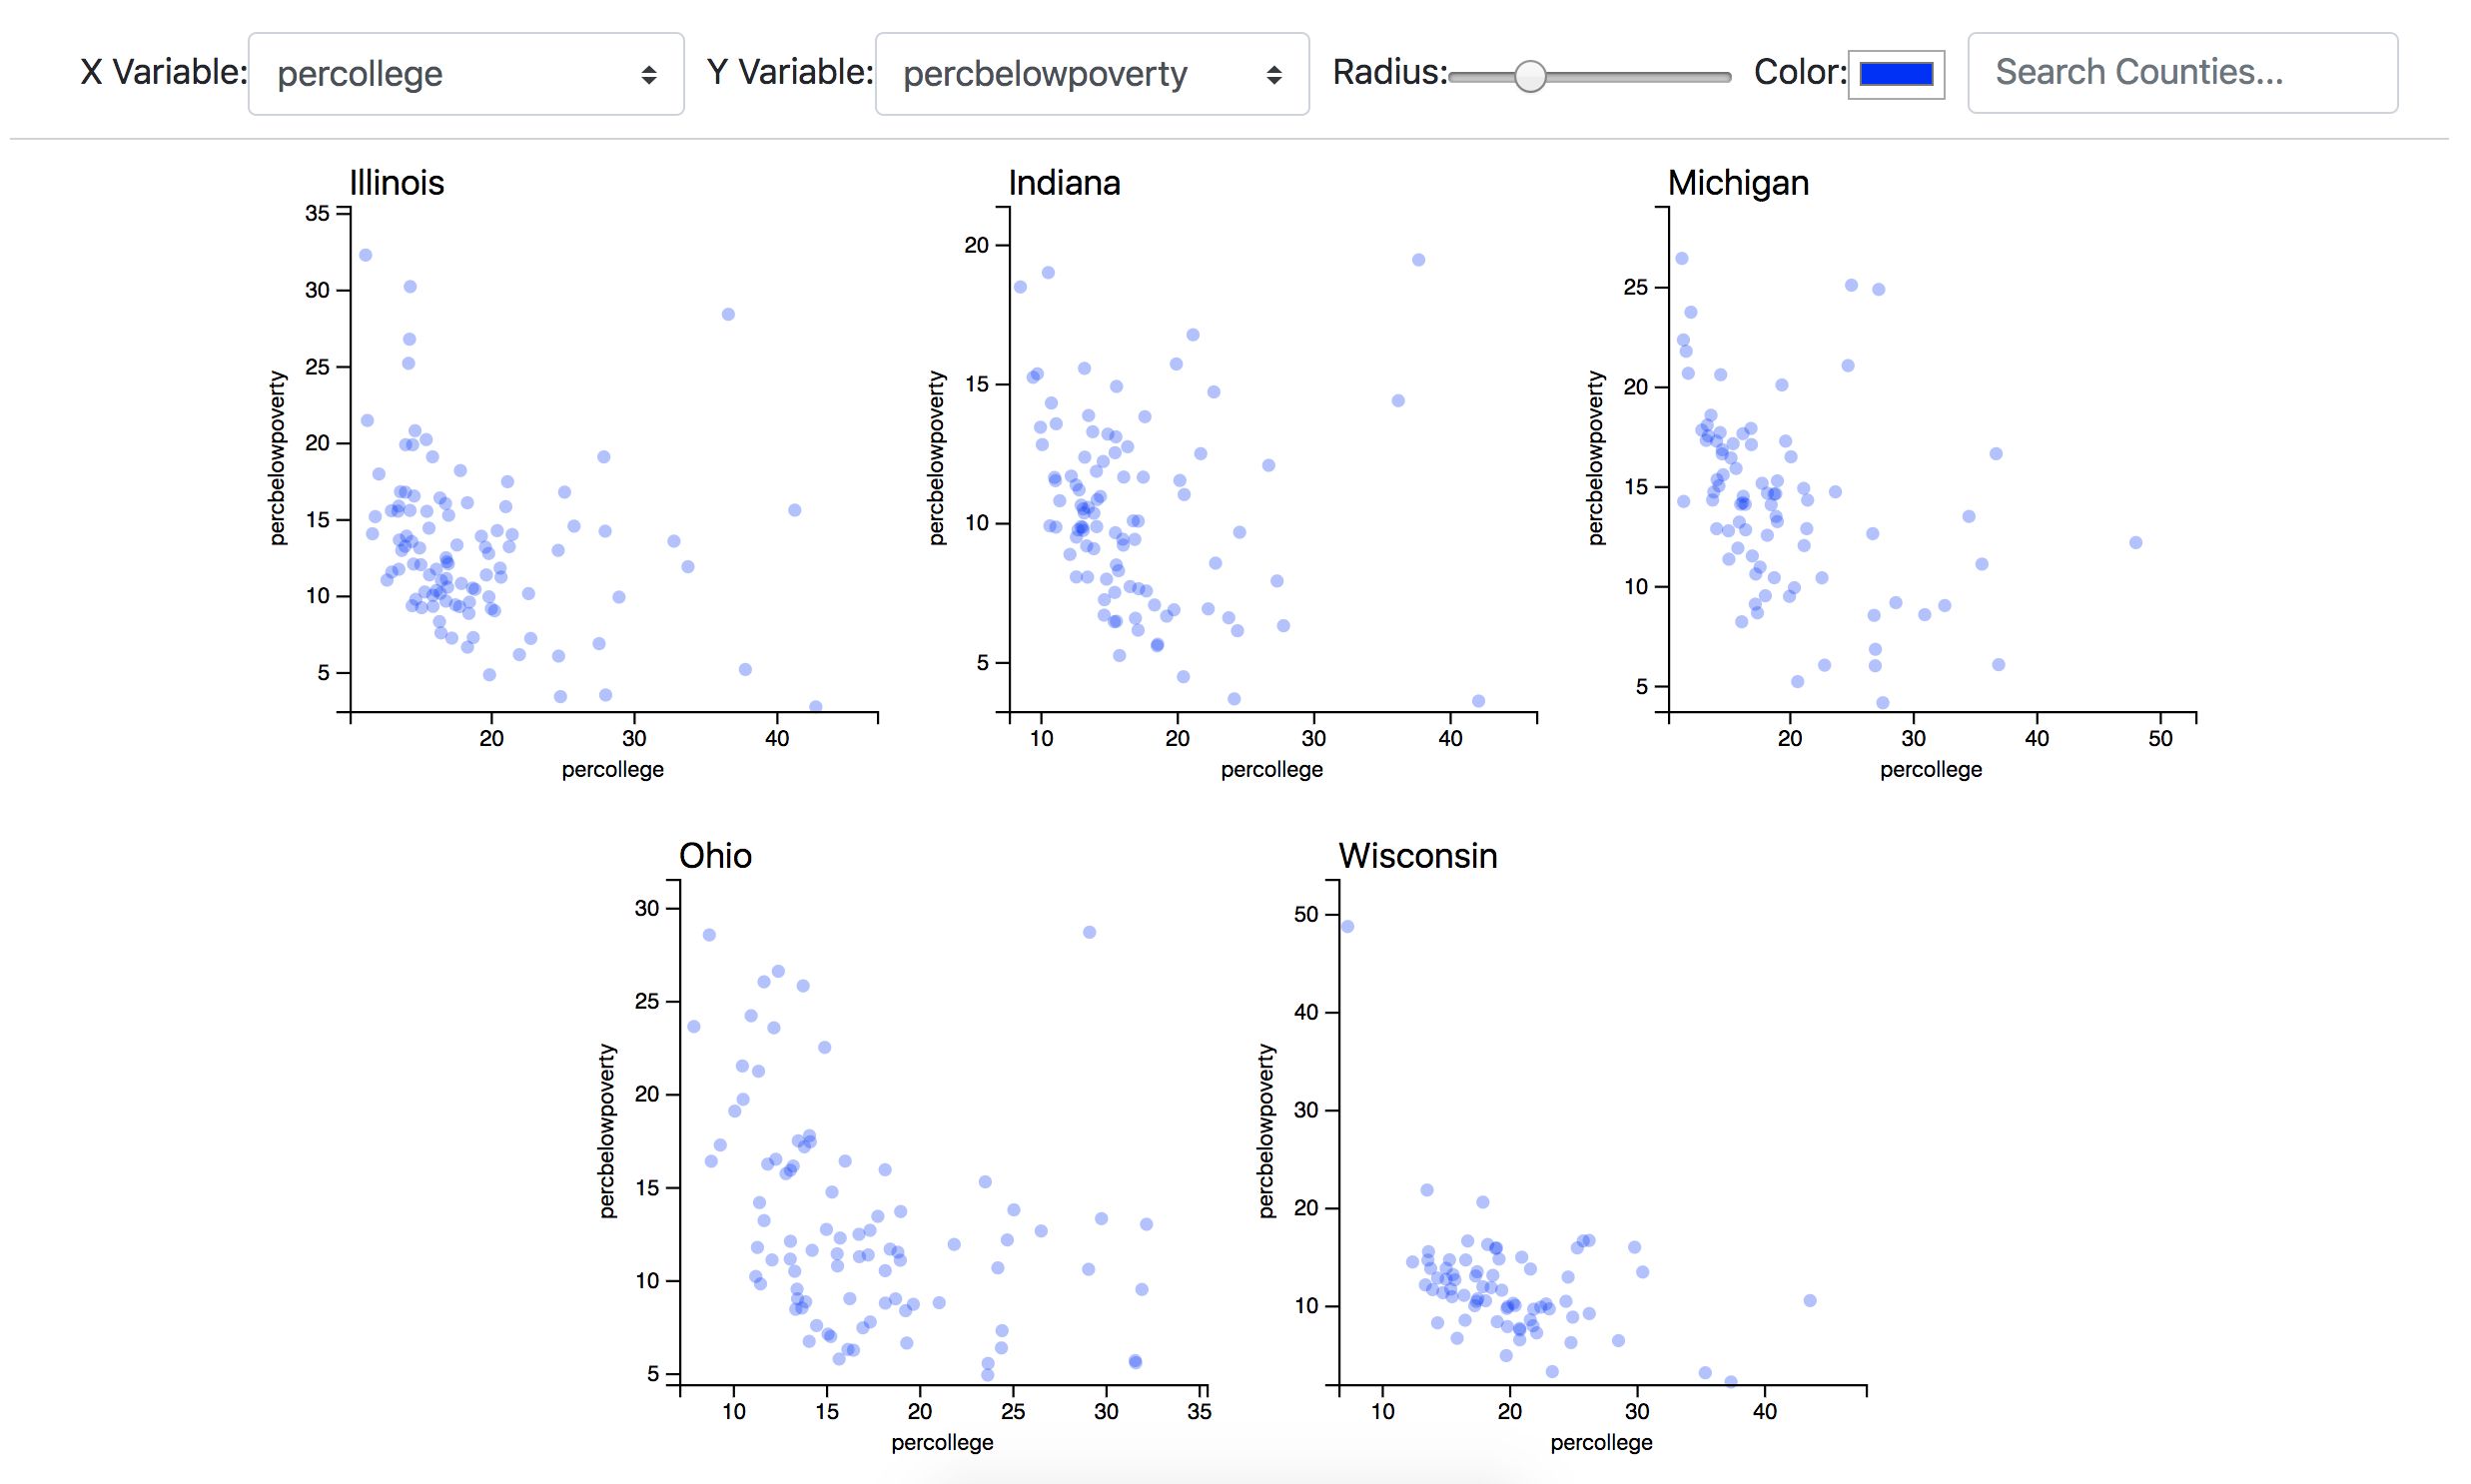 X Variable: percollege Y Variable: percbelowpoverty Radius: Color: Search Counties...
Illinois
35
30
25
20
15
10
5
percbelowpoverty
20 30 40
percollege
Indiana
20
15
10
5
percbelowpoverty
10 20 30 40
percollege
Michigan
25
20
15
10
5
percbelowpoverty
20 30 40 50
percollege
Ohio
30
25
20
15
10
5
percbelowpoverty
10 15 20 25 30 35
percollege
Wisconsin
50
40
30
20
10
percbelowpoverty
10 20 30 40
percollege